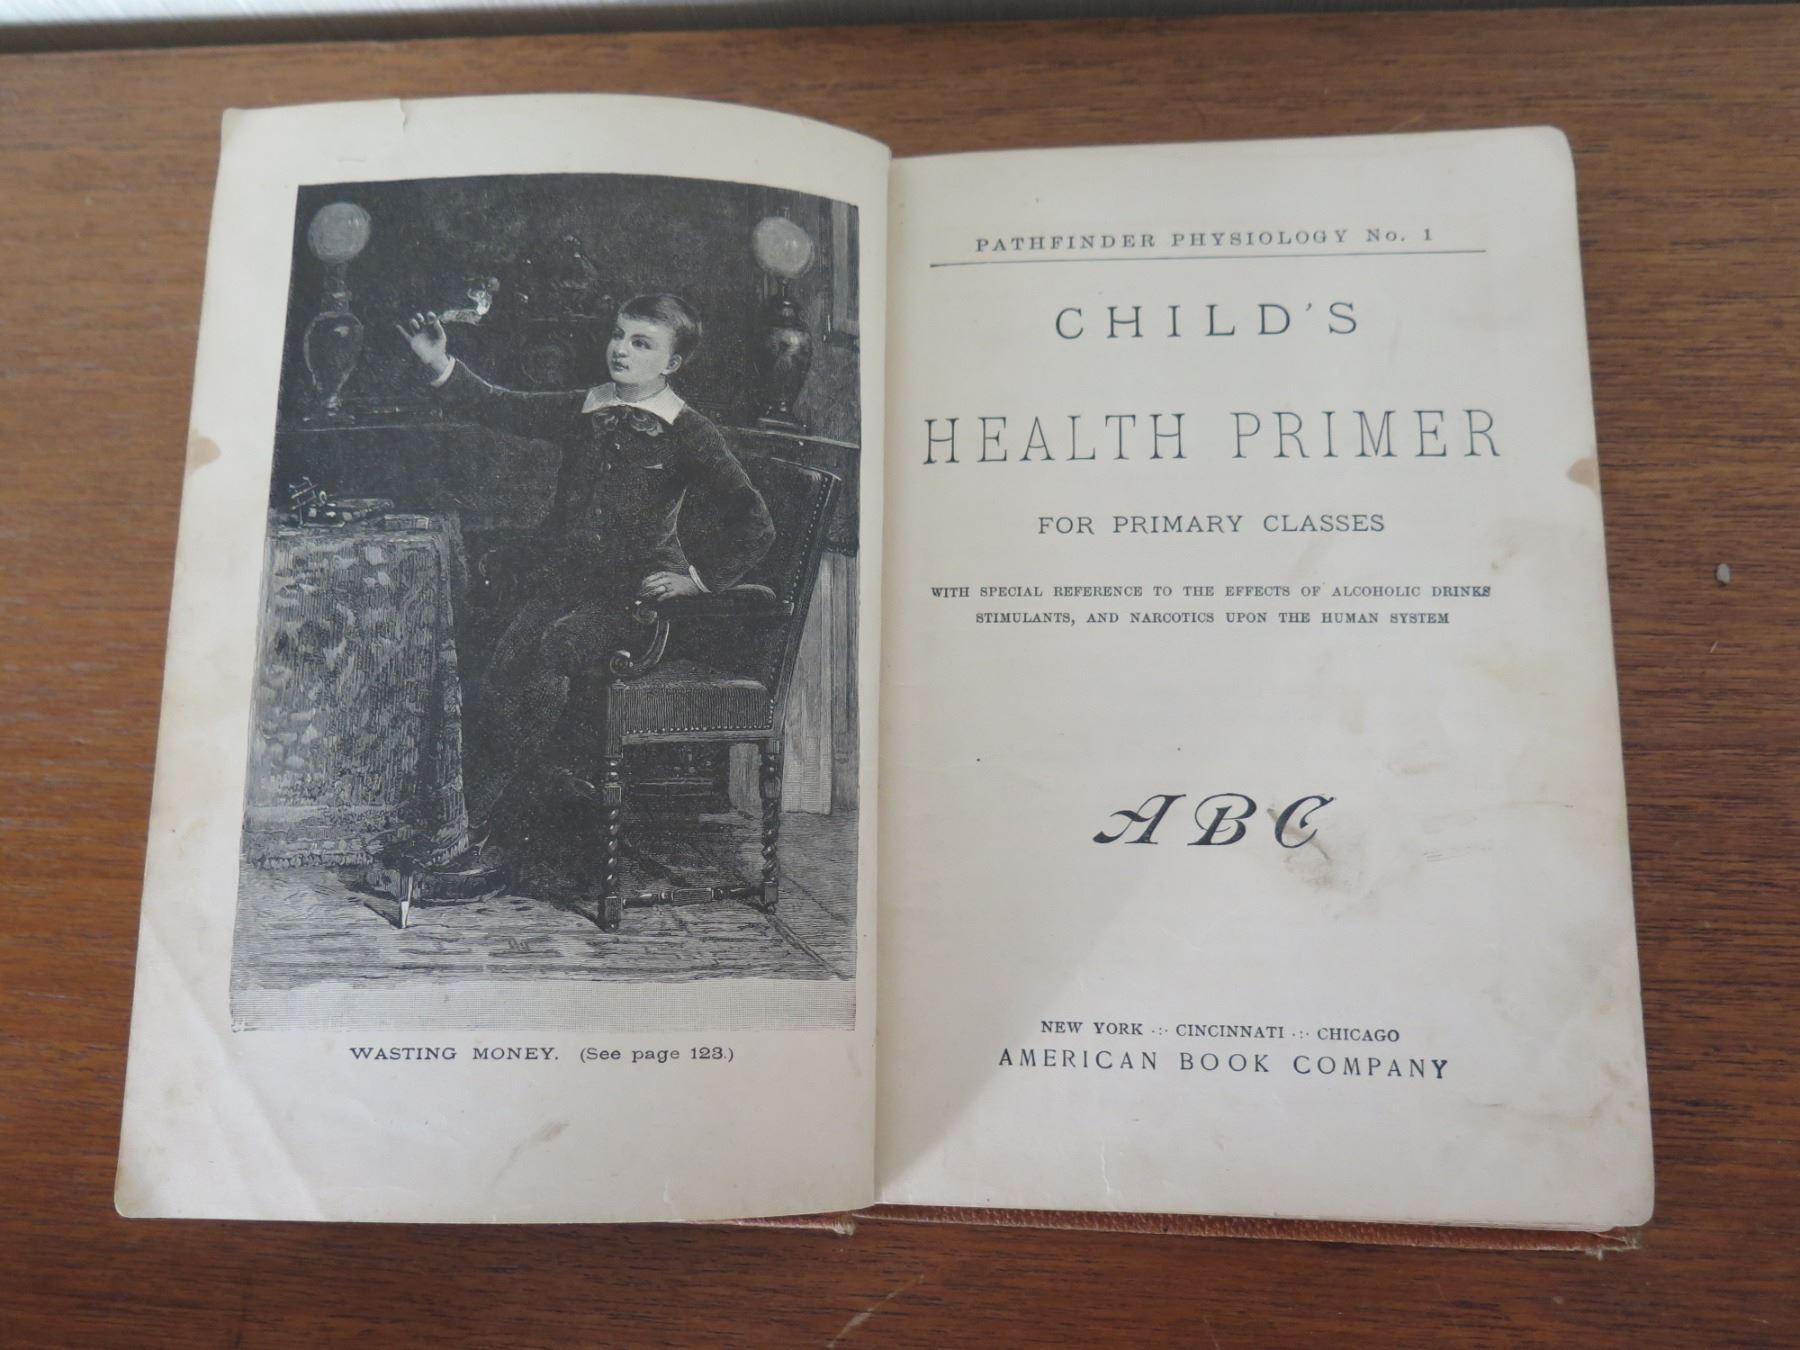 WASTING MONEY. (See page 123.)
PATHFINDER PHYSIOLOGY No. 1
CHILD'S
HEALTH PRIMER
FOR PRIMARY CLASSES
WITH SPECIAL REFERENCE TO THE EFFECTS OF ALCOHOLIC DRINKS
STIMULANTS, AND NARCOTICS UPON THE HUMAN SYSTEM
ABC
NEW YORK ·:· CINCINNATI ·:· CHICAGO
AMERICAN BOOK COMPANY